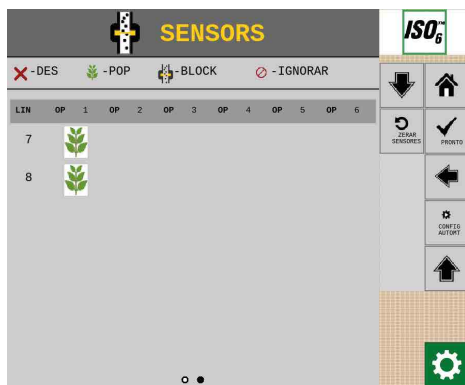 SENSORS
ISO™6
-DES -POP -BLOCK -IGNORAR
LIN OP 1 OP 2 OP 3 OP 4 OP 5 OP 6
7
8
ZERAR
SENSORES
PRONTO
CONFIG
AUTOMT